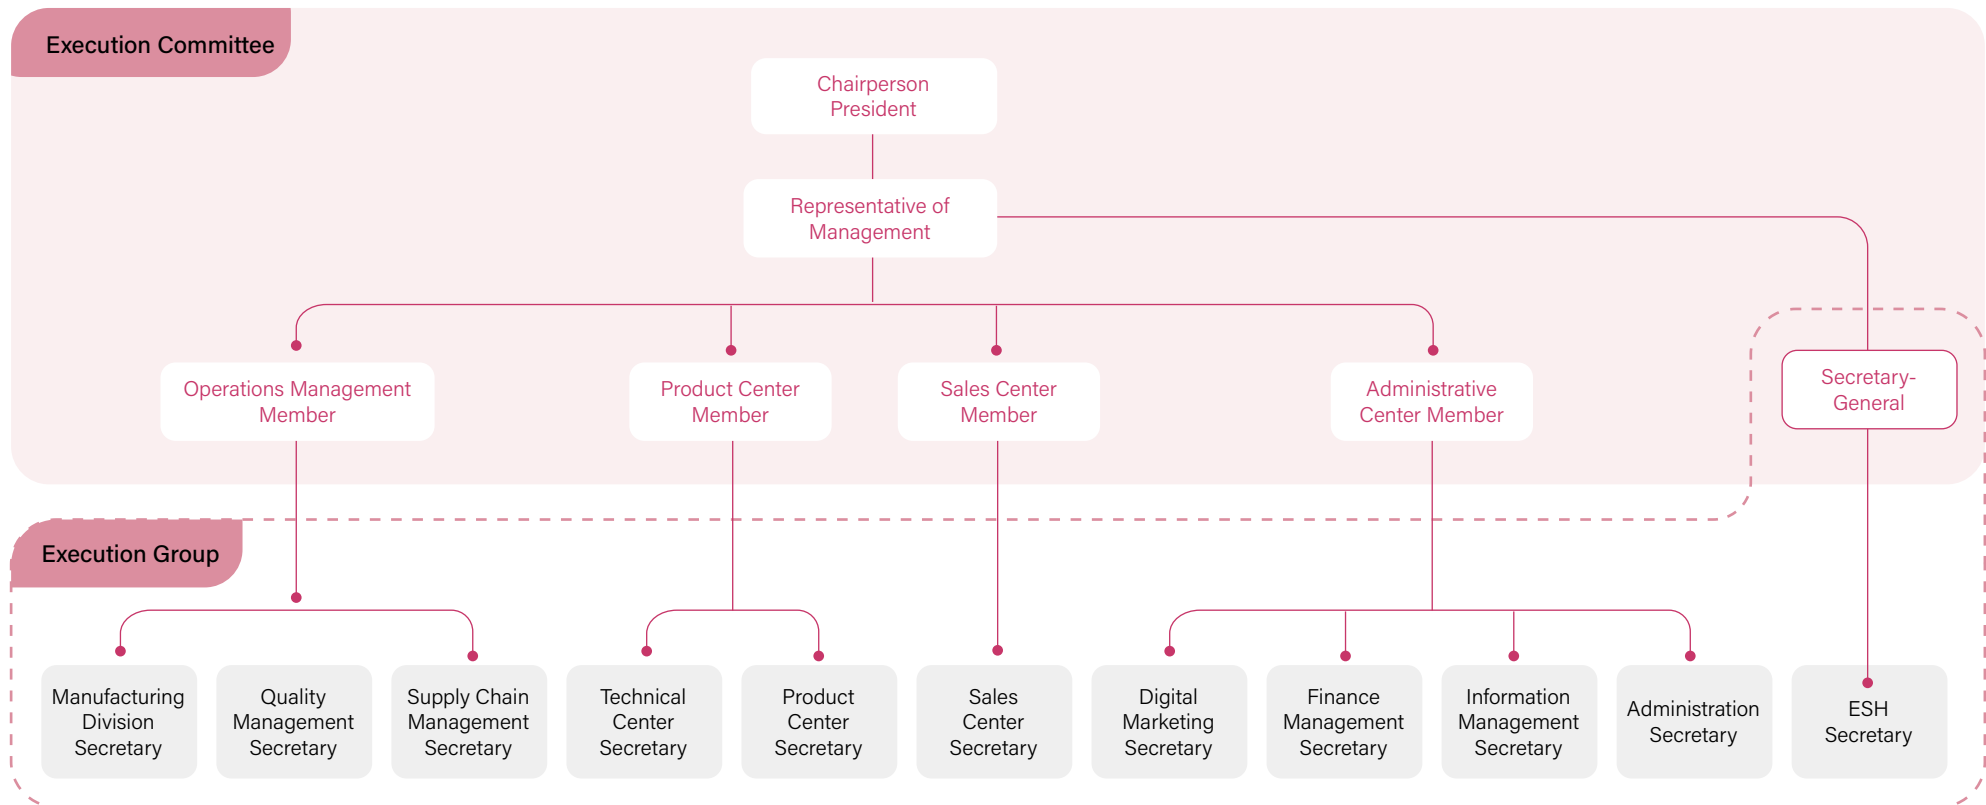 Execution Committee
Chairperson
President
Representative of
Management
Operations Management
Member
Product Center
Member
Sales Center
Member
Administrative
Center Member
Secretary-
General
Execution Group
Manufacturing
Division
Secretary
Quality
Management
Secretary
Supply Chain
Management
Secretary
Technical
Center
Secretary
Product
Center
Secretary
Sales
Center
Secretary
Digital
Marketing
Secretary
Finance
Management
Secretary
Information
Management
Secretary
Administration
Secretary
ESH
Secretary